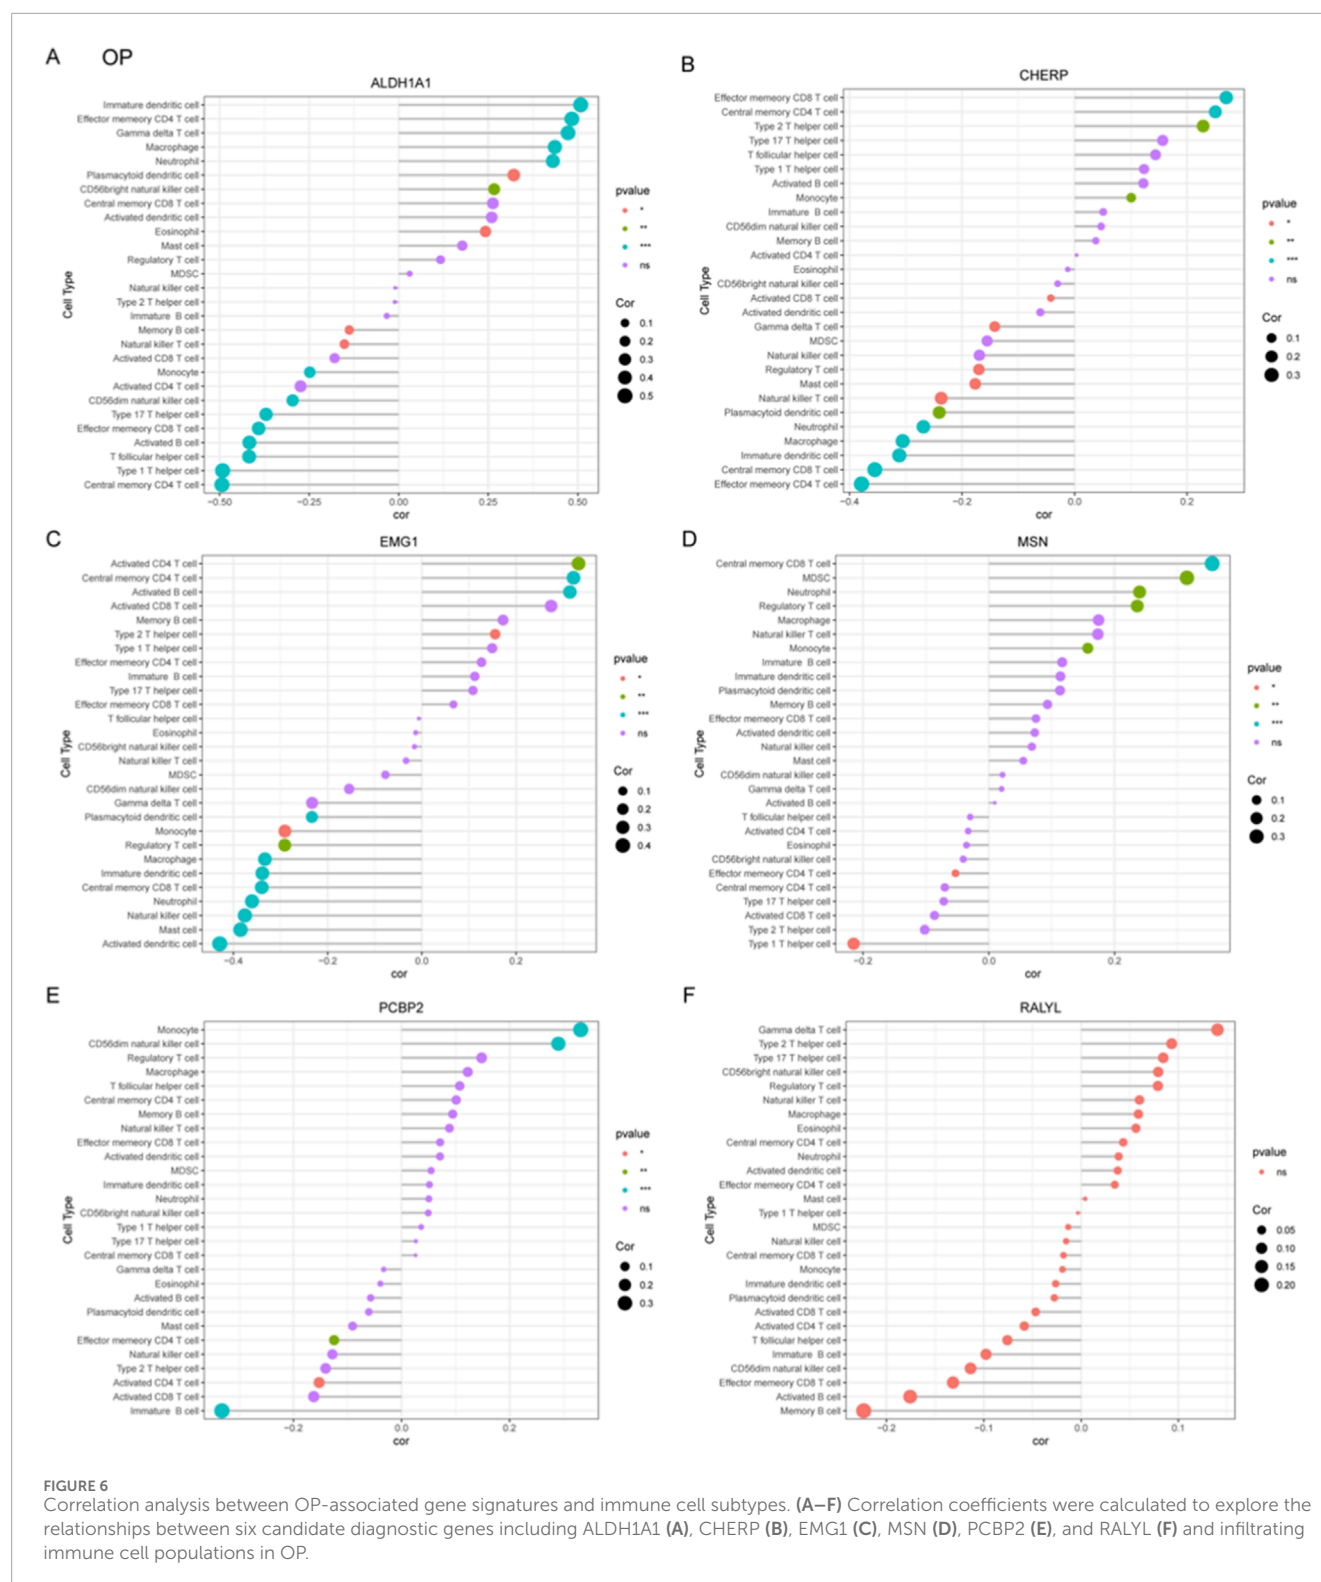 A OP
ALDH1A1
Immature dendritic cell
Effector memeory CD4 T cell
Gamma delta T cell
Macrophage
Neutrophil
Plasmacytoid dendritic cell
CD56bright natural killer cell
Central memory CD8 T cell
Activated dendritic cell
Eosinophil
Mast cell
Regulatory T cell
MDSC
Natural killer cell
Type 2 T helper cell
Immature B cell
Memory B cell
Natural killer T cell
Activated CD8 T cell
Monocyte
Activated CD4 T cell
CD56dim natural killer cell
Type 17 T helper cell
Effector memeory CD8 T cell
Activated B cell
T follicular helper cell
Type 1 T helper cell
Central memory CD4 T cell
Cell Type
−0.50 −0.25 0.00 0.25 0.50
cor
pvalue
*
**
***
ns
Cor
0.1
0.2
0.3
0.4
0.5
B
CHERP
Effector memeory CD8 T cell
Central memory CD4 T cell
Type 2 T helper cell
Type 17 T helper cell
T follicular helper cell
Type 1 T helper cell
Activated B cell
Monocyte
Immature B cell
CD56dim natural killer cell
Memory B cell
Activated CD4 T cell
Eosinophil
CD56bright natural killer cell
Activated CD8 T cell
Activated dendritic cell
Gamma delta T cell
MDSC
Natural killer cell
Regulatory T cell
Mast cell
Natural killer T cell
Plasmacytoid dendritic cell
Neutrophil
Macrophage
Immature dendritic cell
Central memory CD8 T cell
Effector memeory CD4 T cell
Cell Type
−0.4 −0.2 0.0 0.2
cor
pvalue
*
**
***
ns
Cor
0.1
0.2
0.3
C
EMG1
Activated CD4 T cell
Central memory CD4 T cell
Activated B cell
Activated CD8 T cell
Memory B cell
Type 2 T helper cell
Type 1 T helper cell
Effector memeory CD4 T cell
Immature B cell
Type 17 T helper cell
Effector memeory CD8 T cell
T follicular helper cell
Eosinophil
CD56bright natural killer cell
Natural killer T cell
MDSC
CD56dim natural killer cell
Gamma delta T cell
Plasmacytoid dendritic cell
Monocyte
Regulatory T cell
Macrophage
Immature dendritic cell
Central memory CD8 T cell
Neutrophil
Natural killer cell
Mast cell
Activated dendritic cell
Cell Type
−0.4 −0.2 0.0 0.2
cor
pvalue
*
**
***
ns
Cor
0.1
0.2
0.3
0.4
D
MSN
Central memory CD8 T cell
MDSC
Neutrophil
Regulatory T cell
Macrophage
Natural killer T cell
Monocyte
Immature B cell
Immature dendritic cell
Plasmacytoid dendritic cell
Memory B cell
Effector memeory CD8 T cell
Activated dendritic cell
Natural killer cell
Mast cell
CD56dim natural killer cell
Gamma delta T cell
Activated B cell
T follicular helper cell
Activated CD4 T cell
Eosinophil
CD56bright natural killer cell
Effector memeory CD4 T cell
Central memory CD4 T cell
Type 17 T helper cell
Activated CD8 T cell
Type 2 T helper cell
Type 1 T helper cell
Cell Type
−0.2 0.0 0.2
cor
pvalue
*
**
***
ns
Cor
0.1
0.2
0.3
E
PCBP2
Monocyte
CD56dim natural killer cell
Regulatory T cell
Macrophage
T follicular helper cell
Central memory CD4 T cell
Memory B cell
Natural killer T cell
Effector memeory CD8 T cell
Activated dendritic cell
MDSC
Immature dendritic cell
Neutrophil
CD56bright natural killer cell
Type 1 T helper cell
Type 17 T helper cell
Central memory CD8 T cell
Gamma delta T cell
Eosinophil
Activated B cell
Plasmacytoid dendritic cell
Mast cell
Effector memeory CD4 T cell
Natural killer cell
Type 2 T helper cell
Activated CD4 T cell
Activated CD8 T cell
Immature B cell
Cell Type
−0.2 0.0 0.2
cor
pvalue
*
**
***
ns
Cor
0.1
0.2
0.3
F
RALYL
Gamma delta T cell
Type 2 T helper cell
Type 17 T helper cell
CD56bright natural killer cell
Regulatory T cell
Natural killer T cell
Macrophage
Eosinophil
Central memory CD4 T cell
Neutrophil
Activated dendritic cell
Effector memeory CD4 T cell
Mast cell
Type 1 T helper cell
MDSC
Natural killer cell
Central memory CD8 T cell
Monocyte
Immature dendritic cell
Plasmacytoid dendritic cell
Activated CD8 T cell
Activated CD4 T cell
T follicular helper cell
Immature B cell
CD56dim natural killer cell
Effector memeory CD8 T cell
Activated B cell
Memory B cell
Cell Type
−0.2 −0.1 0.0 0.1
cor
pvalue
ns
Cor
0.05
0.10
0.15
0.20
FIGURE 6
Correlation analysis between OP-associated gene signatures and immune cell subtypes. (A–F) Correlation coefficients were calculated to explore the
relationships between six candidate diagnostic genes including ALDH1A1 (A), CHERP (B), EMG1 (C), MSN (D), PCBP2 (E), and RALYL (F) and infiltrating
immune cell populations in OP.